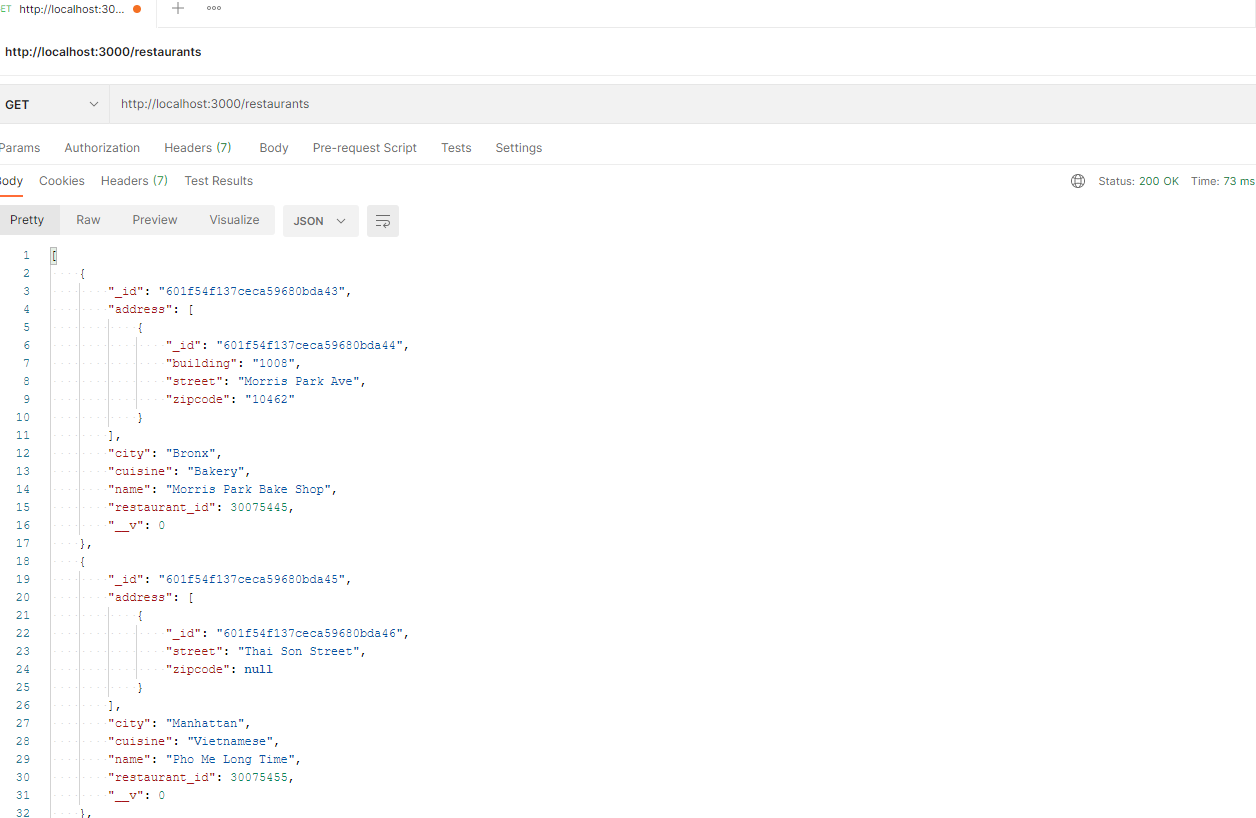 ET http://localhost:30...
http://localhost:3000/restaurants
GET http://localhost:3000/restaurants
Params Authorization Headers (7) Body Pre-request Script Tests Settings
Body Cookies Headers (7) Test Results Status: 200 OK Time: 73 ms
Pretty Raw Preview Visualize JSON
1 [
2 {
3 "_id": "601f54f137ceca59680bda43",
4 "address": [
5 {
6 "_id": "601f54f137ceca59680bda44",
7 "building": "1008",
8 "street": "Morris Park Ave",
9 "zipcode": "10462"
10 }
11 ],
12 "city": "Bronx",
13 "cuisine": "Bakery",
14 "name": "Morris Park Bake Shop",
15 "restaurant_id": 30075445,
16 "__v": 0
17 },
18 {
19 "_id": "601f54f137ceca59680bda45",
20 "address": [
21 {
22 "_id": "601f54f137ceca59680bda46",
23 "street": "Thai Son Street",
24 "zipcode": null
25 }
26 ],
27 "city": "Manhattan",
28 "cuisine": "Vietnamese",
29 "name": "Pho Me Long Time",
30 "restaurant_id": 30075455,
31 "__v": 0
32 },